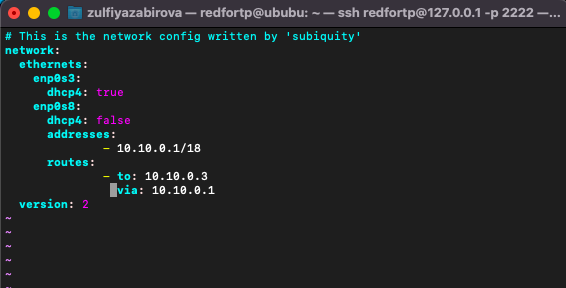 zulfiyazabirova — redfortp@ububu: ~ — ssh redfortp@127.0.0.1 -p 2222 —...
# This is the network config written by 'subiquity'
network:
  ethernets:
    enp0s3:
      dhcp4: true
    enp0s8:
      dhcp4: false
      addresses:
              - 10.10.0.1/18
      routes:
              - to: 10.10.0.3
                via: 10.10.0.1
  version: 2
~
~
~
~
~